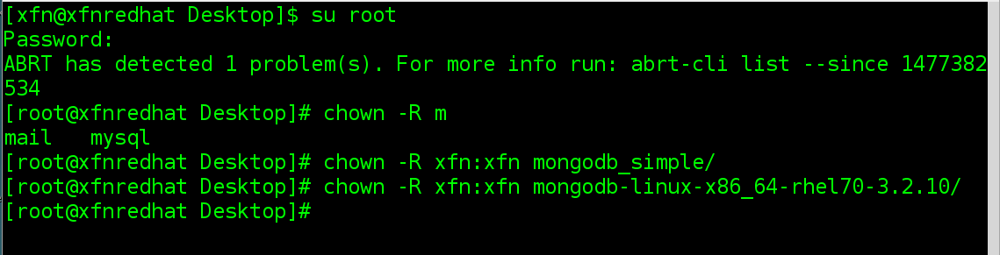 [xfn@xfnredhat Desktop]$ su root
Password:
ABRT has detected 1 problem(s). For more info run: abrt-cli list --since 1477382
534
[root@xfnredhat Desktop]# chown -R m
mail   mysql
[root@xfnredhat Desktop]# chown -R xfn:xfn mongodb_simple/
[root@xfnredhat Desktop]# chown -R xfn:xfn mongodb-linux-x86_64-rhel70-3.2.10/
[root@xfnredhat Desktop]#